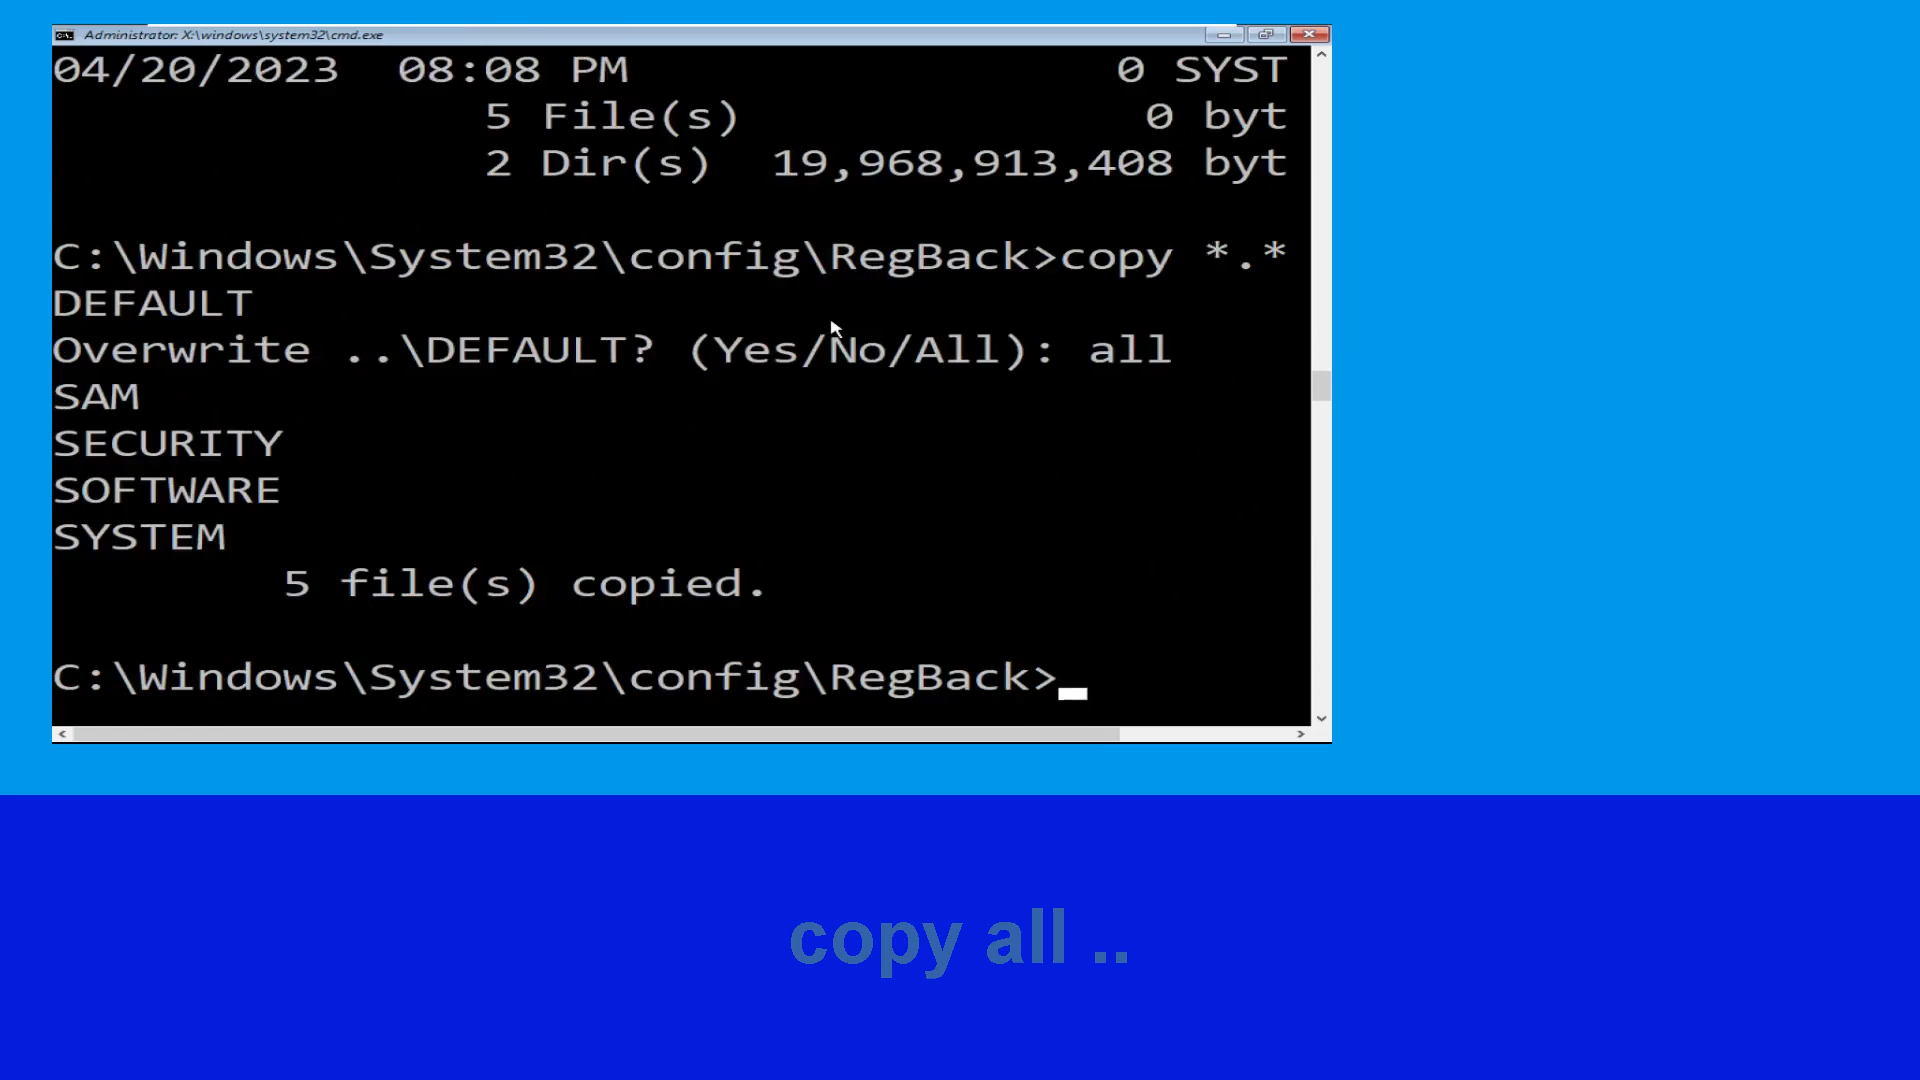 Administrator: X:\windows\system32\cmd.exe
04/20/2023 08:08 PM 0 SYST
5 File(s) 0 byt
2 Dir(s) 19,968,913,408 byt
C:\Windows\System32\config\RegBack>copy *.*
DEFAULT
Overwrite ..\DEFAULT? (Yes/No/All): all
SAM
SECURITY
SOFTWARE
SYSTEM
5 file(s) copied.
C:\Windows\System32\config\RegBack>
copy all ..